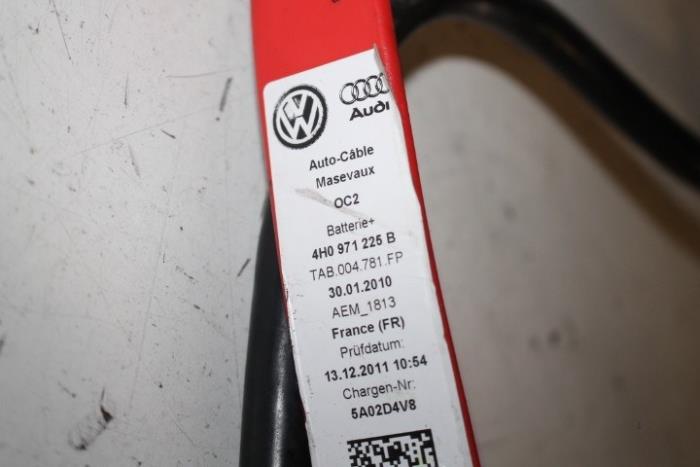 Audi
Auto-Câble
Masevaux
OC2
Batterie+
4H0 971 225 B
TAB.004.781.FP
30.01.2010
AEM_1813
France (FR)
Prüfdatum:
13.12.2011 10:54
Chargen-Nr:
5A02D4V8